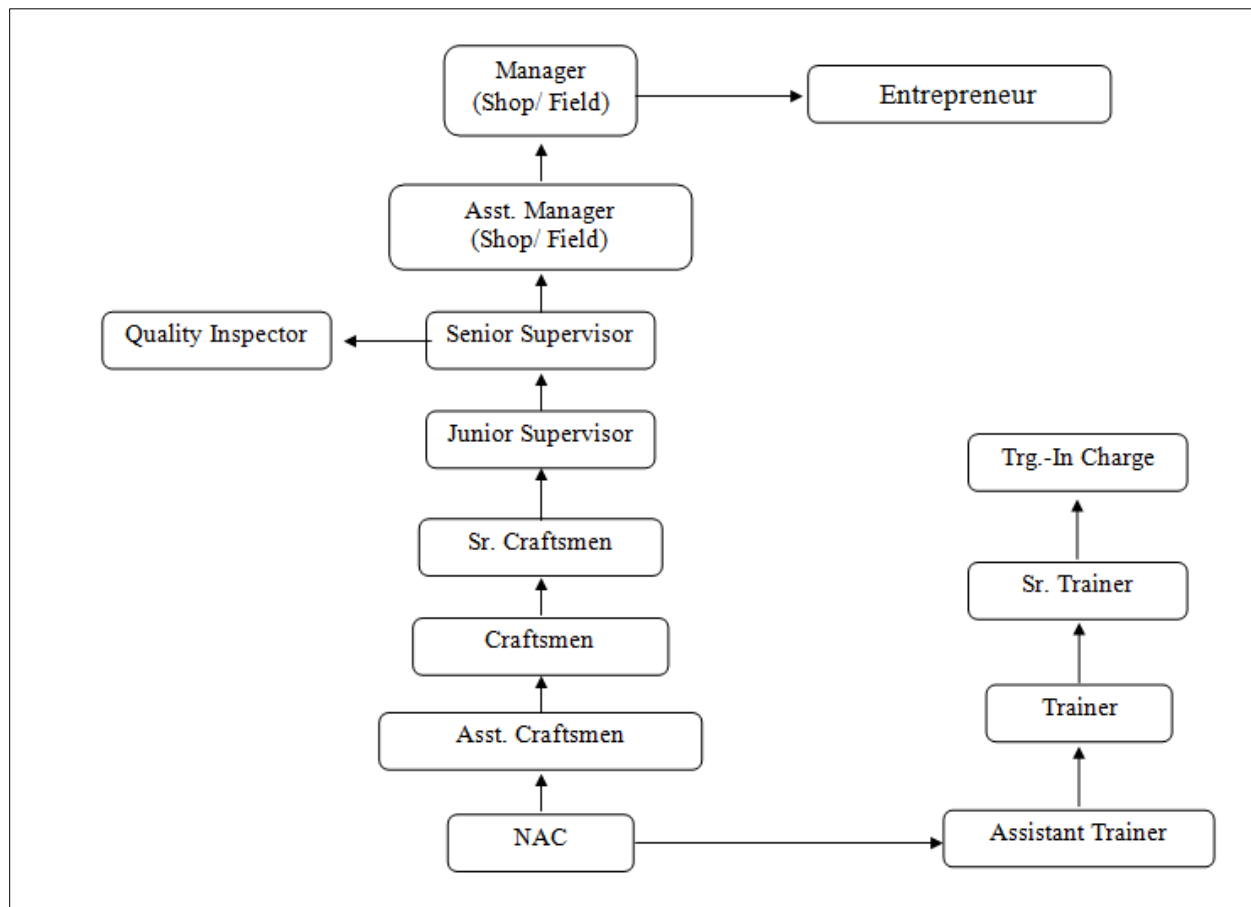 Manager
(Shop/ Field)
Entrepreneur
Asst. Manager
(Shop/ Field)
Quality Inspector
Senior Supervisor
Junior Supervisor
Trg.-In Charge
Sr. Craftsmen
Sr. Trainer
Craftsmen
Trainer
Asst. Craftsmen
NAC
Assistant Trainer